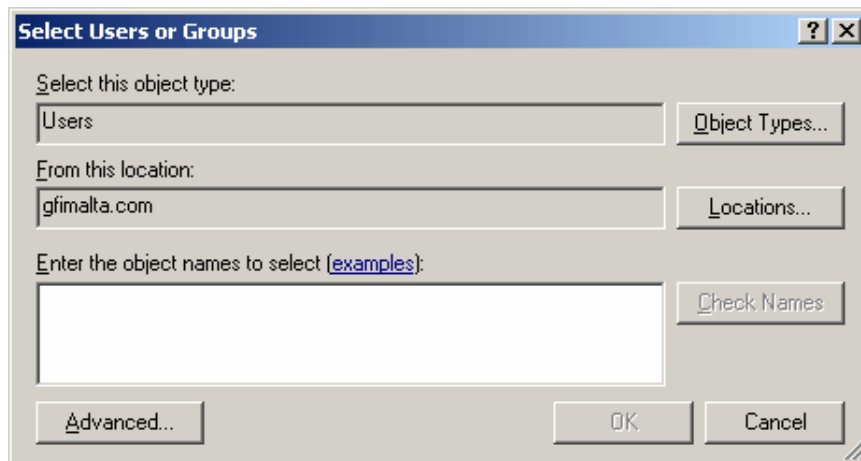 Select Users or Groups
Select this object type:
Users
Object Types...
From this location:
gfimalta.com
Locations...
Enter the object names to select (examples):
Check Names
Advanced...
OK
Cancel